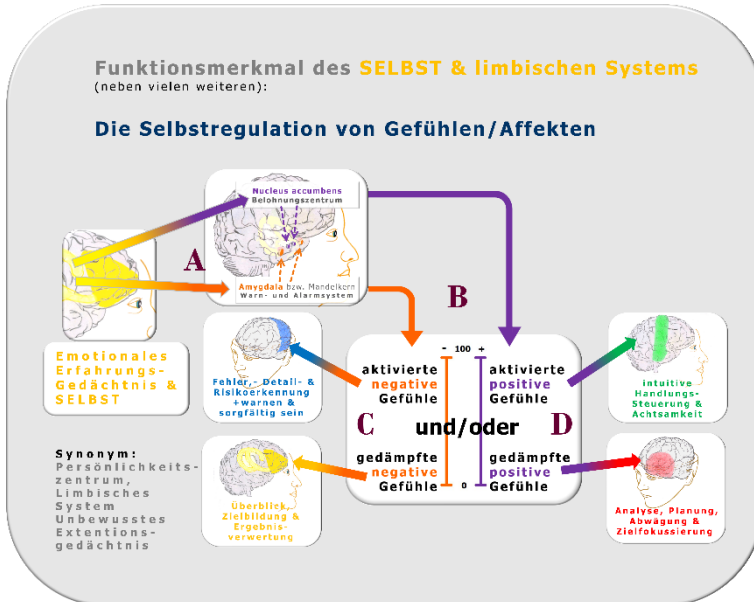 Funktionsmerkmal des SELBST & limbischen Systems
(neben vielen weiteren):
Die Selbstregulation von Gefühlen/Affekten
Nucleus accumbens
Belohnungszentrum
A
Amygdala bzw. Mandelkern
Warn- und Alarmsystem
B
Emotionales
Erfahrungs-
Gedächtnis &
SELBST
Fehler,- Detail- &
Risikoerkennung
+warnen &
sorgfältig sein
- 100 +
aktivierte
negative
Gefühle
aktivierte
positive
Gefühle
C
und/oder
D
gedämpfte
negative
Gefühle
gedämpfte
positive
Gefühle
0
intuitive
Handlungs-
Steuerung &
Achtsamkeit
Synonym:
Persönlichkeits-
zentrum,
Limbisches
System
Unbewusstes
Extentions-
gedächtnis
Überblick,
Zielbildung &
Ergebnis-
verwertung
Analyse, Planung,
Abwägung &
Zielfokussierung